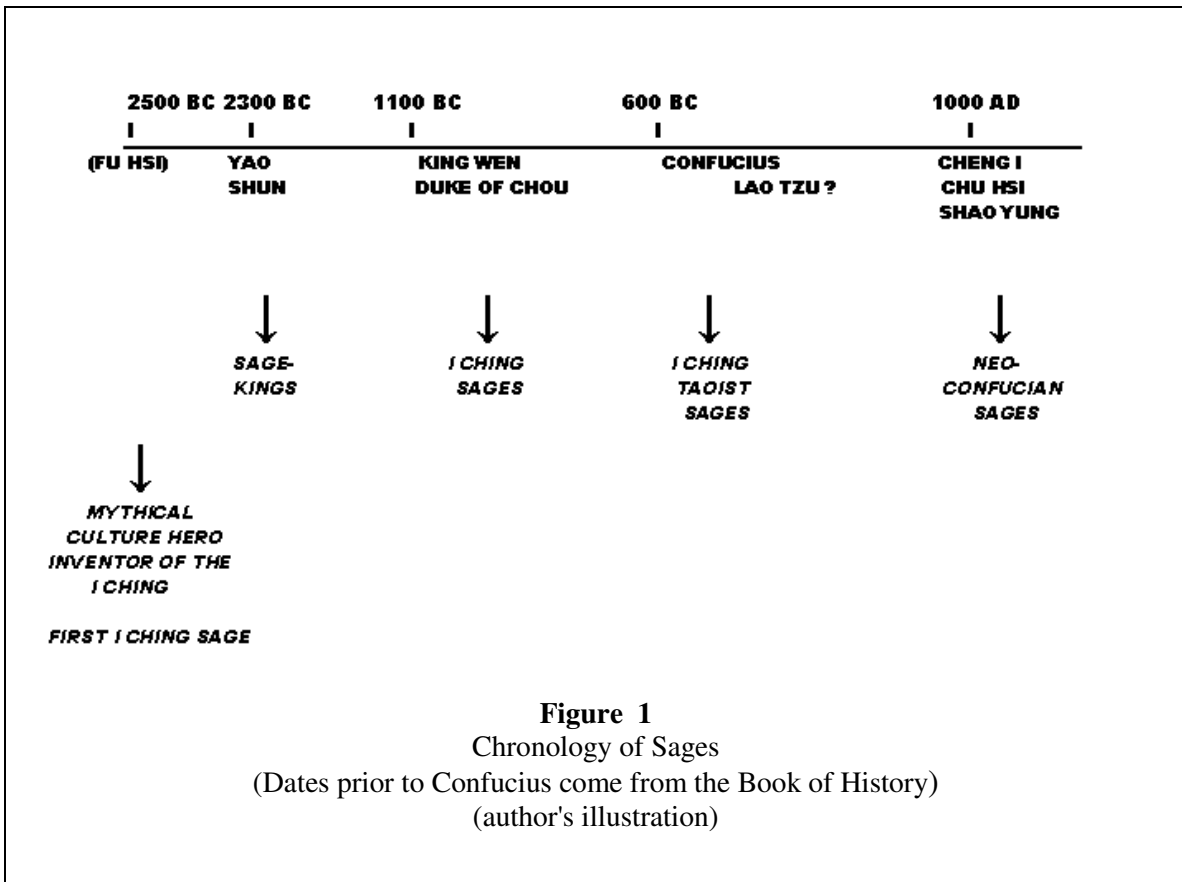 2500 BC 2300 BC 1100 BC 600 BC 1000 AD
(FU HSI) YAO KING WEN CONFUCIUS CHENG I
SHUN DUKE OF CHOU LAO TZU ? CHU HSI
SHAO YUNG
SAGE- I CHING I CHING NEO-
KINGS SAGES TAOIST CONFUCIAN
SAGES SAGES
MYTHICAL
CULTURE HERO
INVENTOR OF THE
I CHING
FIRST I CHING SAGE
Figure 1
Chronology of Sages
(Dates prior to Confucius come from the Book of History)
(author's illustration)